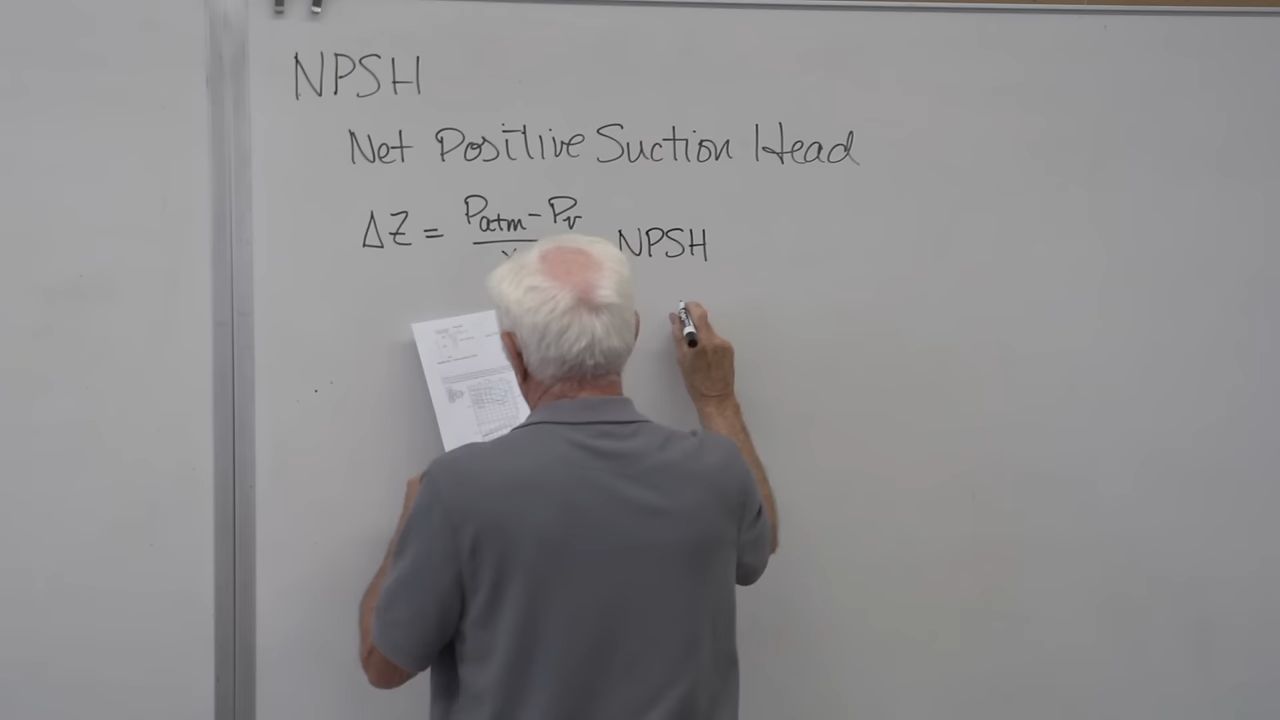 NPSH
Net Positive Suction Head
ΔZ = Patm - Pv / γ NPSH